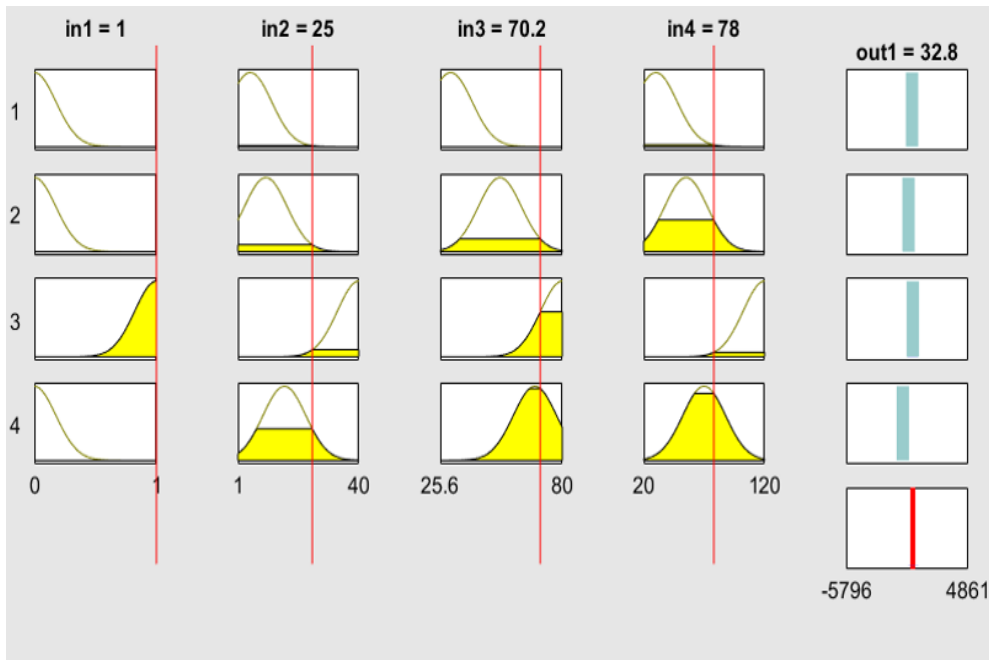 in1 = 1 in2 = 25 in3 = 70.2 in4 = 78
out1 = 32.8
1
2
3
4
0 1 1 40 25.6 80 20 120
-5796 4861